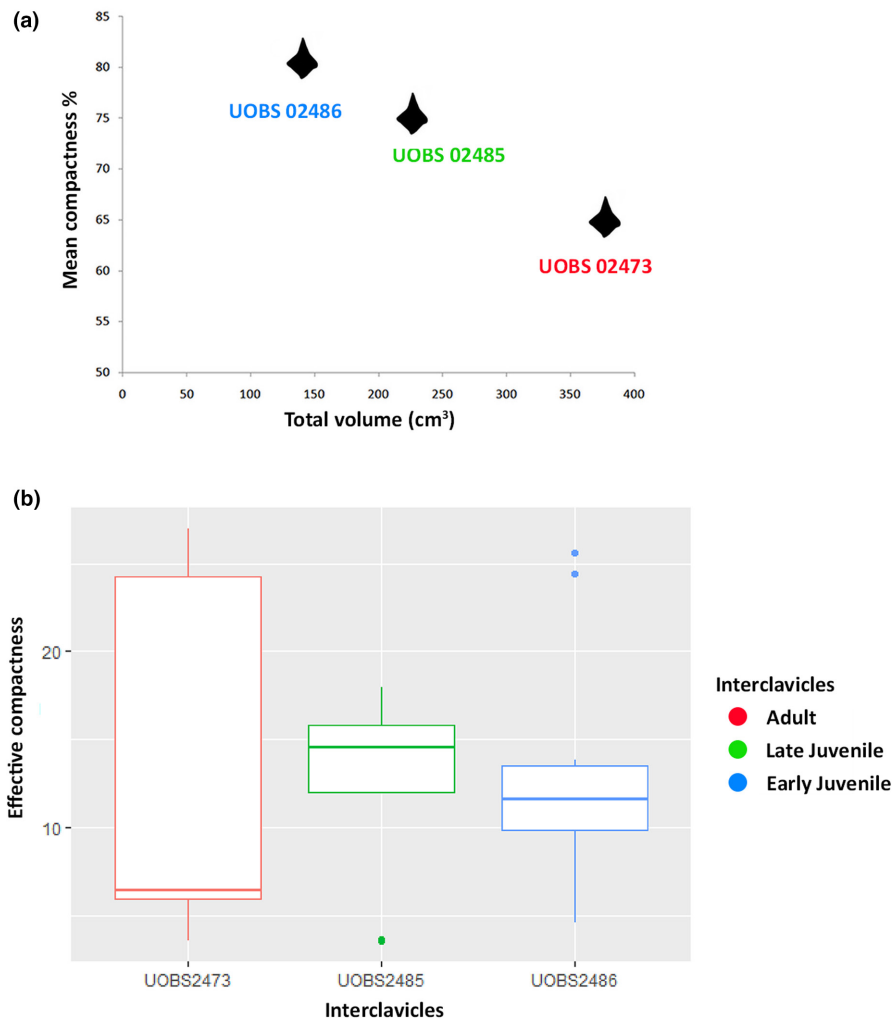 (a)
85
80
75
70
65
60
55
50
Mean compactness %
UOBS 02486
UOBS 02485
UOBS 02473
0 50 100 150 200 250 300 350 400
Total volume (cm³)
(b)
Effective compactness
20
10
UOBS2473 UOBS2485 UOBS2486
Interclavicles
Interclavicles
Adult
Late Juvenile
Early Juvenile